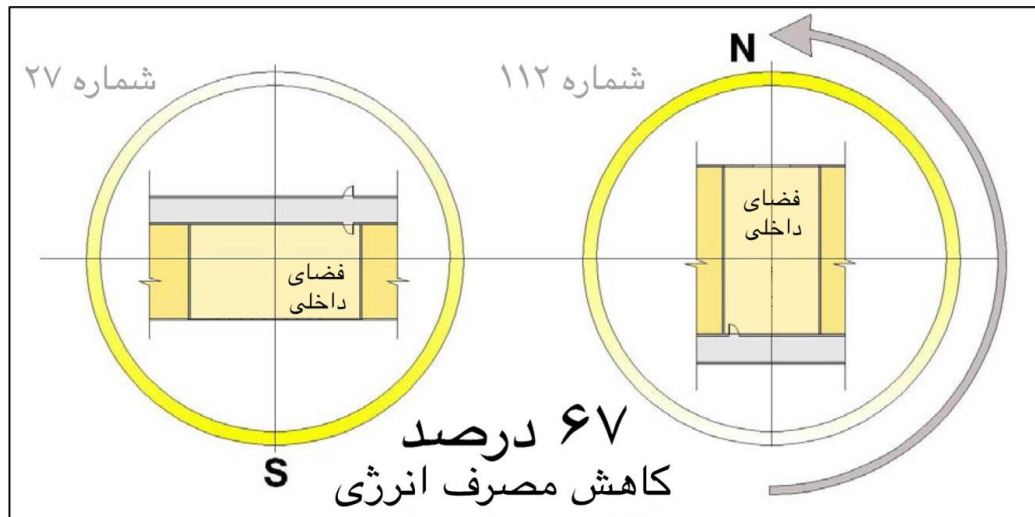 N
شماره ۱۱۲
شماره ۲۷
فضای
داخلی
فضای
داخلی
S
۶۷ درصد
کاهش مصرف انرژی